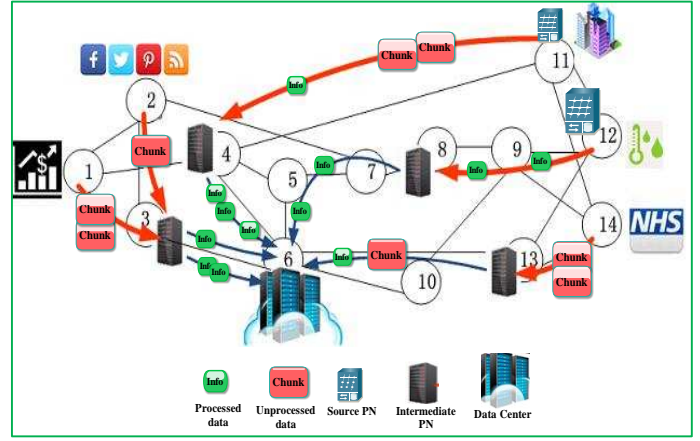 Chunk
Chunk
11
Info
2
12
Chunk
4
8
9
Info
Info
Info
7
1
5
NHS
Info
Info
Info
14
Chunk
3
Info
Info
Chunk
Info
6
Info
Chunk
13
Chunk
Info
Info
10
Chunk
Info
Chunk
Processed
data
Unprocessed
data
Source PN
Intermediate
PN
Data Center